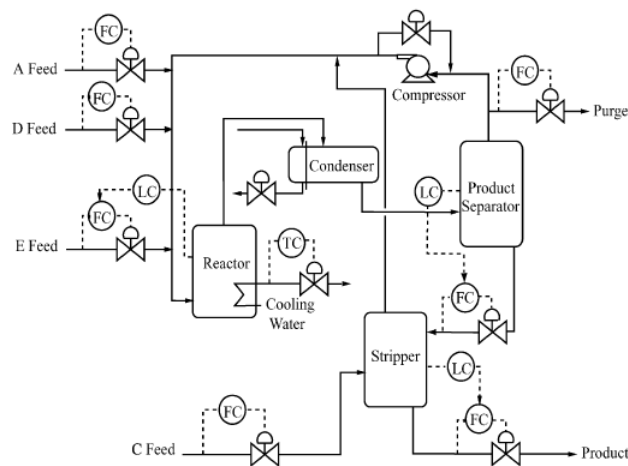 FC
A Feed
FC
D Feed
LC
FC
E Feed
Compressor
FC
Purge
Condenser
LC
Product
Separator
Reactor
TC
Cooling
Water
FC
Stripper
LC
FC
C Feed
FC
Product